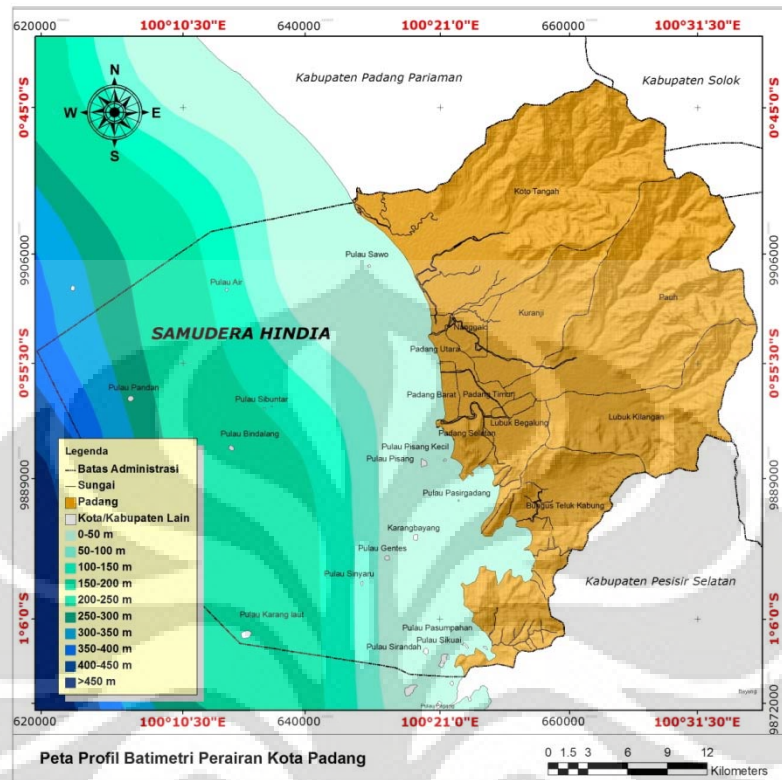 620000
100°10'30"E
640000
100°21'0"E
660000
100°31'30"E
0°45'0"S
0°45'0"S
N
W
E
S
Kabupaten Padang Pariaman
Kabupaten Solok
Koto Tangah
9906000
9906000
Pulau Sawo
Pulau Air
Kuranji
Pauh
SAMUDERA HINDIA
Nanggalo
Padang Utara
0°55'30"S
0°55'30"S
Pulau Pandan
Pulau Sibuntar
Padang Barat
Padang Timur
Lubuk Begalung
Lubuk Kilangan
Pulau Bindalang
Padang Selatan
Pulau Pisang Kecil
Pulau Pisang
9889000
9889000
Pulau Pasirgadang
Bungus Teluk Kabung
Karangbayang
Pulau Gentes
Pulau Sinyaru
Kabupaten Pesisir Selatan
1°6'0"S
1°6'0"S
Pulau Karang laut
Pulau Pasumpahan
Pulau Sikuai
Pulau Sirandah
Legenda
Batas Administrasi
Sungai
Padang
Kota/Kabupaten Lain
0-50 m
50-100 m
100-150 m
150-200 m
200-250 m
250-300 m
300-350 m
350-400 m
400-450 m
>450 m
9872000
9872000
620000
100°10'30"E
640000
100°21'0"E
660000
100°31'30"E
Peta Profil Batimetri Perairan Kota Padang
0 1.5 3 6 9 12
Kilometers